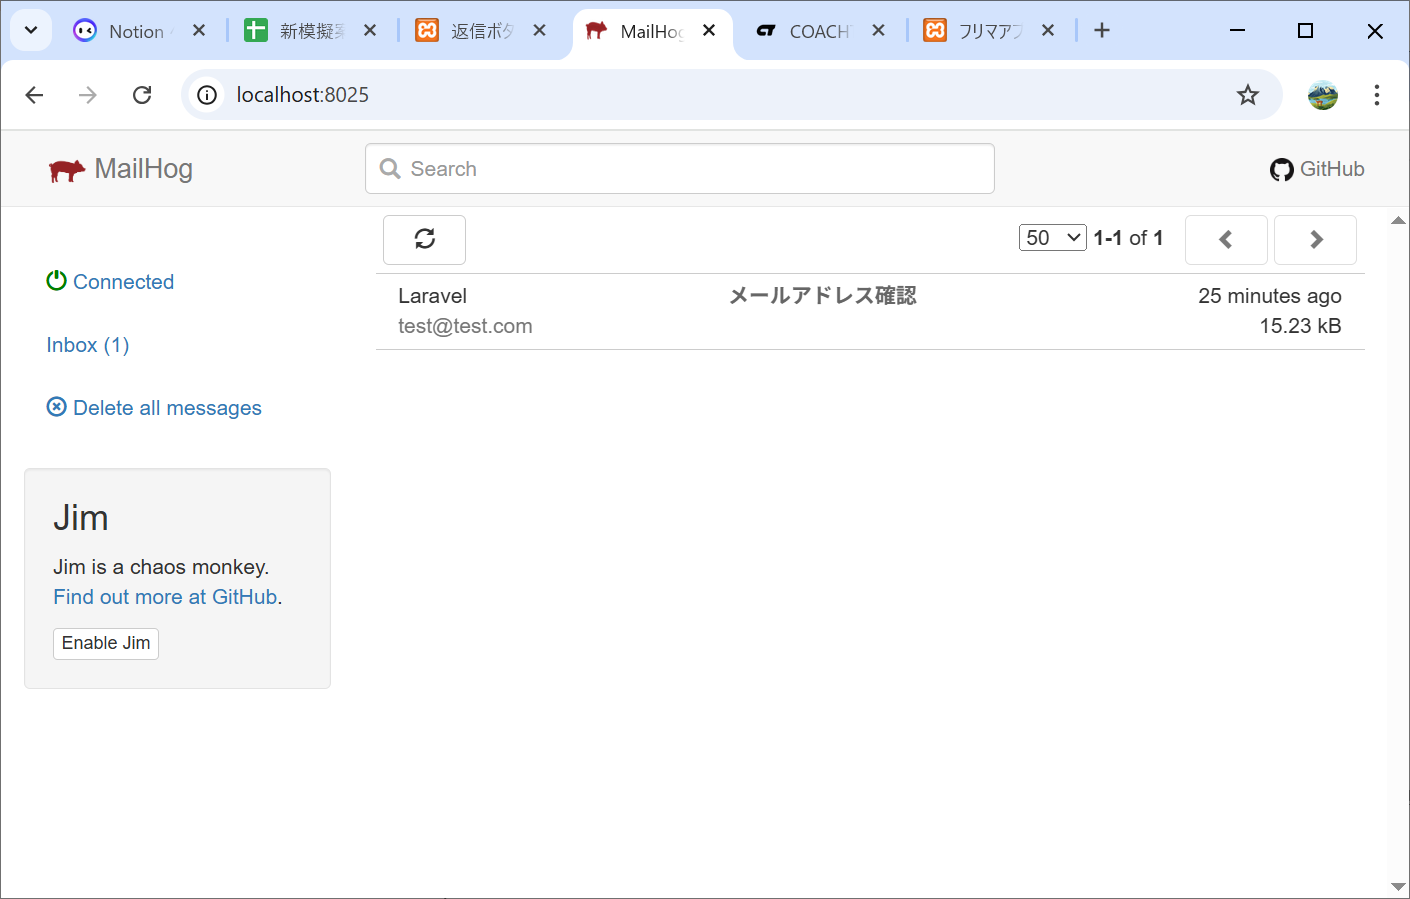 Notion
新模擬案
返信ボタ
MailHog
COACH
フリマアプ
localhost:8025
MailHog
Search
GitHub
50 1-1 of 1
Connected
Inbox (1)
Delete all messages
Laravel メールアドレス確認 25 minutes ago
test@test.com 15.23 kB
Jim
Jim is a chaos monkey.
Find out more at GitHub.
Enable Jim